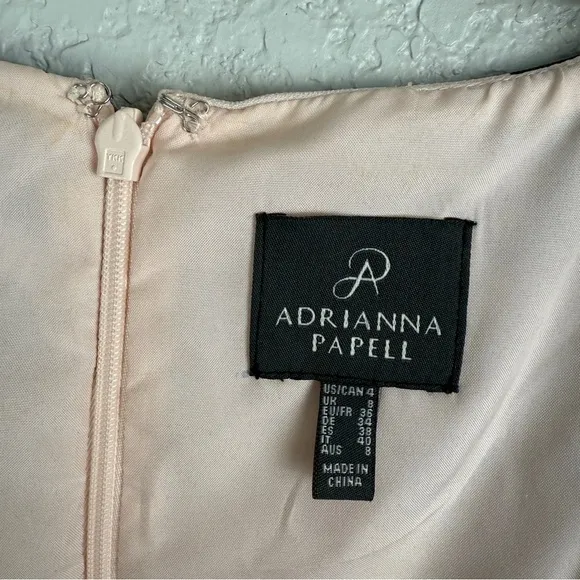 ADRIANNA
PAPELL
US/CAN 4
UK 8
EU/FR 36
DE 34
ES 38
IT 40
AUS 8
MADE IN
CHINA